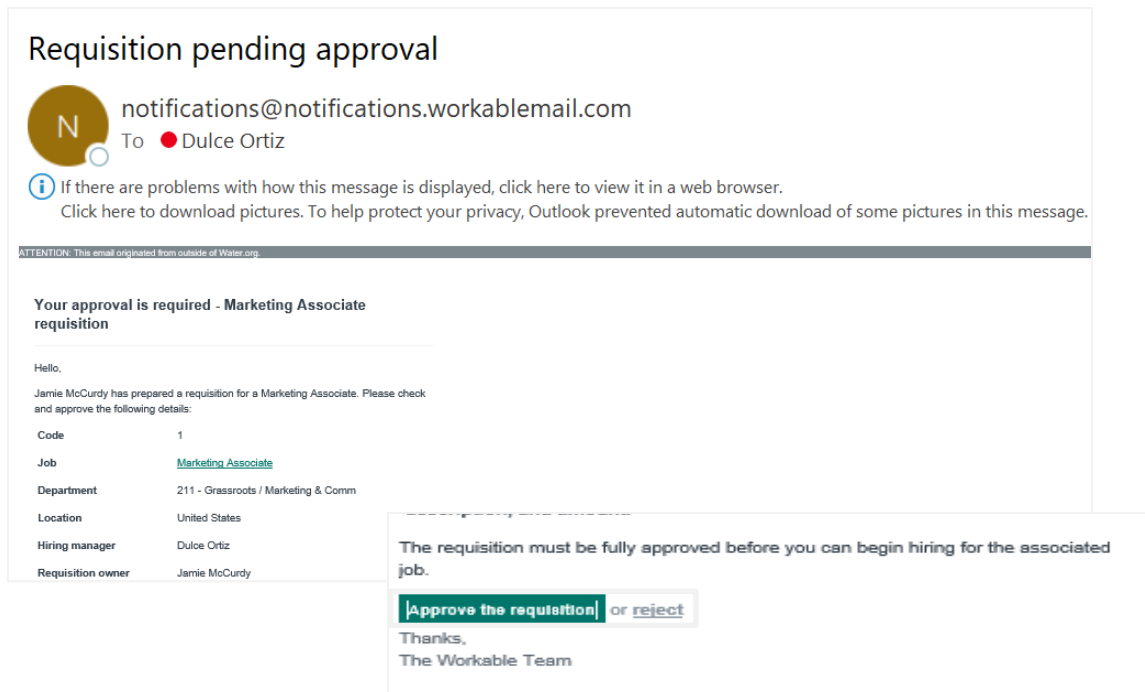 Requisition pending approval
N
notifications@notifications.workablemail.com
To Dulce Ortiz
If there are problems with how this message is displayed, click here to view it in a web browser.
Click here to download pictures. To help protect your privacy, Outlook prevented automatic download of some pictures in this message.
ATTENTION: This email originated from outside of Water.org.
Your approval is required - Marketing Associate
requisition
Hello,
Jamie McCurdy has prepared a requisition for a Marketing Associate. Please check
and approve the following details:
Code 1
Job Marketing Associate
Department 211 - Grassroots / Marketing & Comm
Location United States
Hiring manager Dulce Ortiz
Requisition owner Jamie McCurdy
The requisition must be fully approved before you can begin hiring for the associated
job.
Approve the requisition or reject
Thanks,
The Workable Team